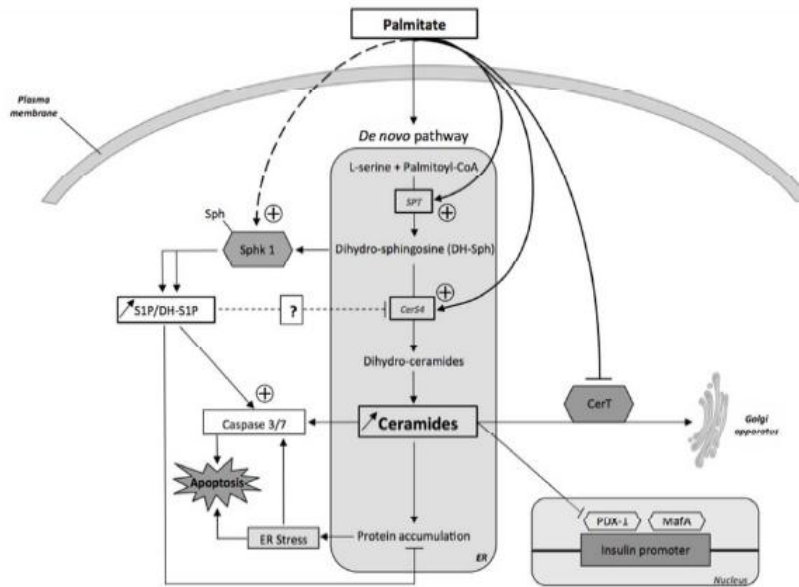 Palmitate
Plasma
membrane
De novo pathway
L-serine + Palmitoyl-CoA
SPT
+
Sph
+
Sphk 1
Dihydro-sphingosine (DH-Sph)
+
S1P/DH-S1P
?
CerS4
Dihydro-ceramides
+
CerT
Caspase 3/7
Ceramides
Golgi
apparatus
Apoptosis
PDX-1
MafA
ER Stress
Protein accumulation
Insulin promoter
ER
Nucleus